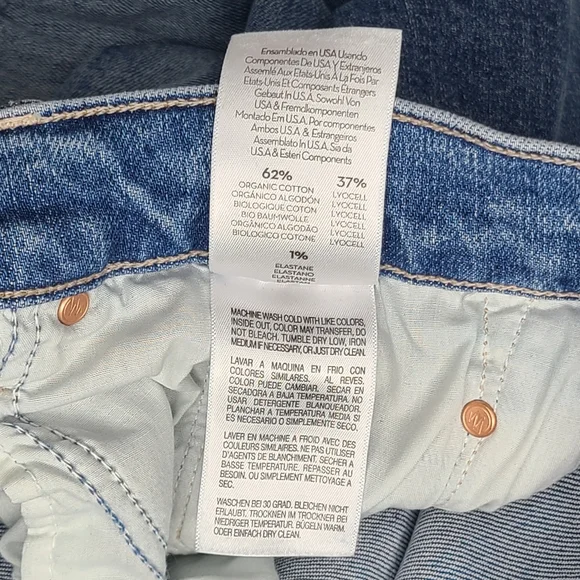 Ensamblado en USA Usando
Componentes De USA Y Extranjeros
Assemlé Aux Etats-Unis À La Fois Par
Etats-Unis Et Composants Etrangers
Gebaut In U.S.A. Sowohl Von
USA & Fremdkomponenten
Montado Em U.S.A. Por componentes
Ambos U.S.A & Estrangeiros
Assemblato In U.S.A. Sia da
U.S.A & Esteri Components
62% 37%
ORGANIC COTTON LYOCELL
ORGÁNICO ALGODÓN LYOCELL
BIOLOGIQUE COTON LYOCELL
BIO BAUMWOLLE LYOCELL
ORGÂNICO ALGODÃO LYOCELL
BIOLOGICO COTONE LYOCELL
1%
ELASTANE
ELASTANO
ELASTHANNE
MACHINE WASH COLD WITH LIKE COLORS,
INSIDE OUT, COLOR MAY TRANSFER, DO
NOT BLEACH. TUMBLE DRY LOW, IRON
MEDIUM IF NECESSARY, OR JUST DRY CLEAN.
LAVAR A MAQUINA EN FRIO CON
COLORES SIMILARES. AL REVES.
COLOR PUEDE CAMBIAR. SECAR EN
SECADORA A BAJA TEMPERATURA. NO
USAR DETERGENTE BLANQUEADOR.
PLANCHAR A TEMPERATURA MEDIA SI
ES NECESARIO O SIMPLEMENTE SECO.
LAVER EN MACHINE A FROID AVEC DES
COULEURS SIMILAIRES. NE PAS UTILISER
D'AGENTS DE BLANCHIMENT. SECHER A
BASSE TEMPERATURE. REPASSER AU
BESOIN. OU SIMPLEMENT NETTOYAGE A
SEC.
WASCHEN BEI 30 GRAD. BLEICHEN NICHT
ERLAUBT. TROCKNEN IM TROCKNER BEI
NIEDRIGER TEMPERATUR. BÜGELN WARM.
ODER EINFACH DRY CLEAN.